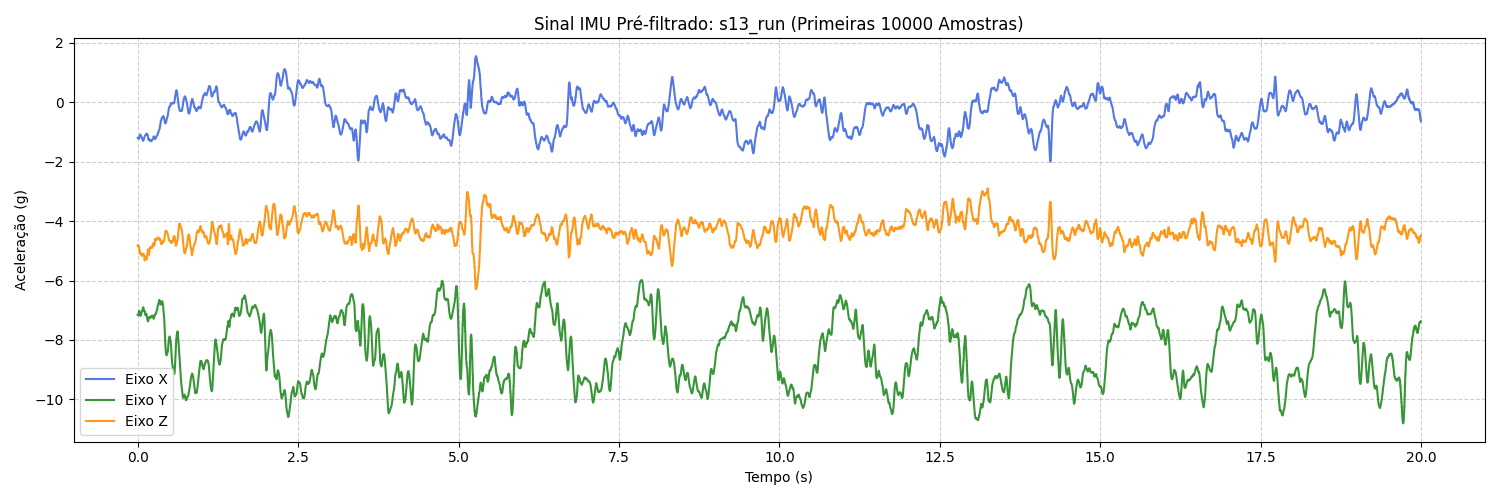 Sinal IMU Pré-filtrado: s13_run (Primeiras 10000 Amostras)
Aceleração (g)
2
0
−2
−4
−6
−8
−10
Eixo X
Eixo Y
Eixo Z
0.0 2.5 5.0 7.5 10.0 12.5 15.0 17.5 20.0
Tempo (s)